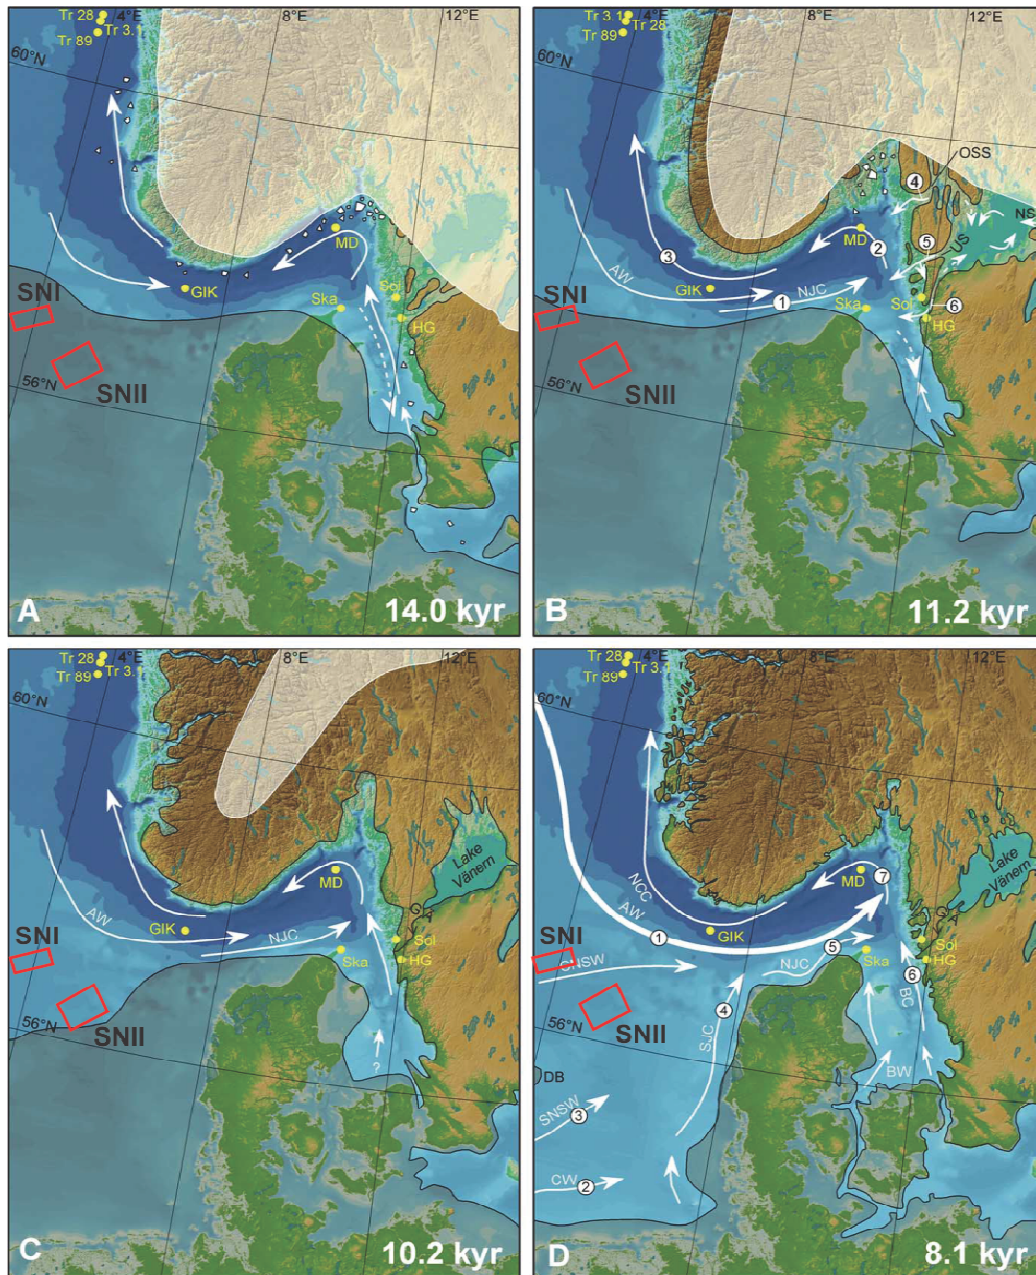 Tr 28
4°E
Tr 3.1
Tr 89
8°E
12°E
60°N
MD
GIK
Sol
Ska
HG
SNI
SNII
56°N
A
14.0 kyr
Tr 3.1
4°E
Tr 28
Tr 89
8°E
12°E
60°N
OSS
4
NS
MD
2
5
US
3
AW
GIK
1
NJC
Ska
Sol
6
HG
SNI
SNII
56°N
B
11.2 kyr
Tr 28
4°E
Tr 3.1
Tr 89
8°E
12°E
60°N
Lake
Vänern
MD
AW
GIK
NJC
Sol
Ska
HG
SNI
SNII
56°N
?
C
10.2 kyr
Tr 28
4°E
Tr 3.1
Tr 89
8°E
12°E
60°N
Lake
Vänern
MD
7
NCC
AW
GIK
1
Sol
5
NJC
Ska
HG
SNI
CNSW
6
BC
SNII
4
SJC
56°N
DB
BW
SNSW
3
CW
2
D
8.1 kyr